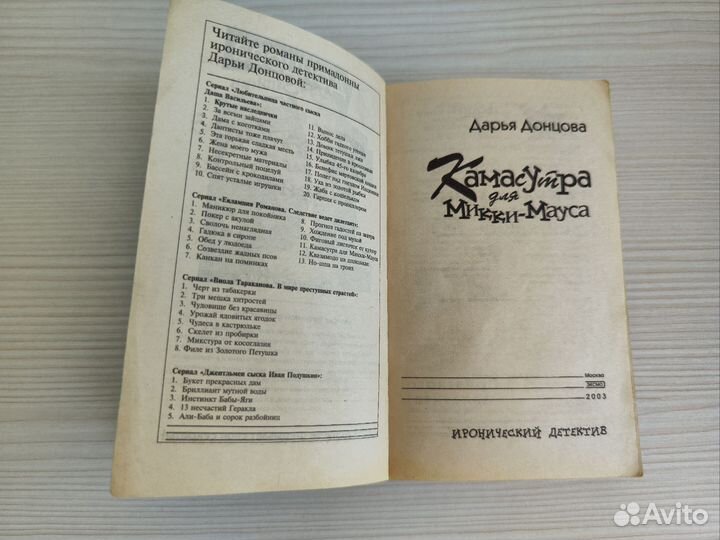 Читайте романы примадонны
иронического детектива
Дарьи Донцовой:
Сериал «Любительница частного сыска
Даша Васильева»:
1. Крутые наследнички
2. За всеми зайцами
3. Дама с коготками
4. Дантисты тоже плачут
5. Эта горькая сладкая месть
6. Жена моего мужа
7. Несекретные материалы
8. Контрольный поцелуй
9. Бассейн с крокодилами
10. Спят усталые игрушки
11. Вынос дела
12. Хобби гадкого утенка
13. Домик тетушки лжи
14. Привидение в кроссовках
15. Улыбка 45-го калибра
16. Бенефис мартовской кошки
17. Полет над гнездом Индюшки
18. Уха из золотой рыбки
19. Жаба с кошельком
20. Гарпия с пропеллером
Сериал «Евлампия Романова. Следствие ведет дилетант»:
1. Маникюр для покойника
2. Покер с акулой
3. Сволочь ненаглядная
4. Гадюка в сиропе
5. Обед у людоеда
6. Созвездие жадных псов
7. Канкан на поминках
8. Прогноз гадостей на завтра
9. Хождение под мухой
10. Фиговый листочек от кутюр
11. Камасутра для Микки-Мауса
12. Квазимодо на шпильках
13. Но-шпа на троих
Сериал «Виола Тараканова. В мире преступных страстей»:
1. Черт из табакерки
2. Три мешка хитростей
3. Чудовище без красавицы
4. Урожай ядовитых ягодок
5. Чудеса в кастрюльке
6. Скелет из пробирки
7. Микстура от косоглазия
8. Филе из Золотого Петушка
Сериал «Джентльмен сыска Иван Подушкин»:
1. Букет прекрасных дам
2. Бриллиант мутной воды
3. Инстинкт Бабы-Яги
4. 13 несчастий Геракла
5. Али-Баба и сорок разбойниц
Дарья Донцова
Камасутра
для
Микки-Мауса
Москва
ЭКСМО
2003
ИРОНИЧЕСКИЙ ДЕТЕКТИВ
Avito